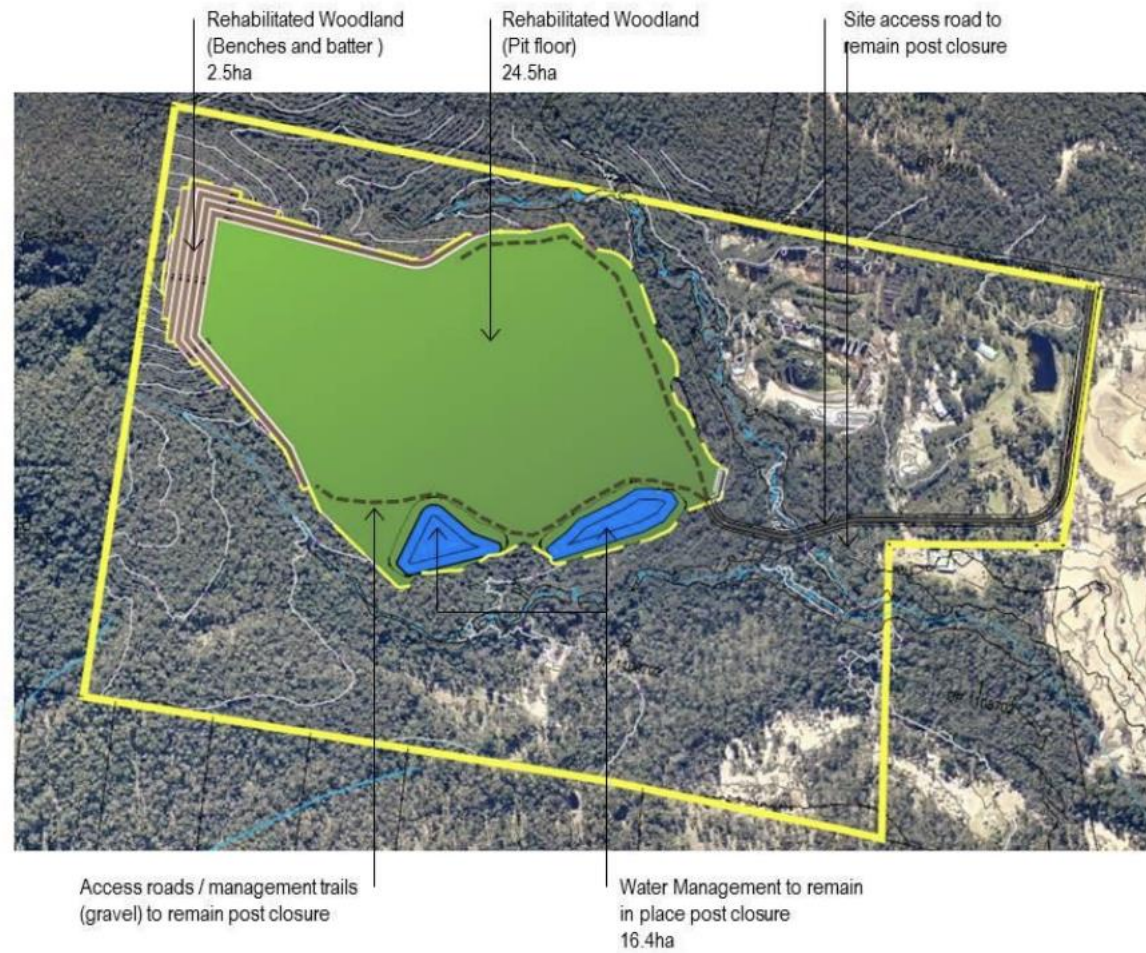 Rehabilitated Woodland
(Benches and batter )
2.5ha
Rehabilitated Woodland
(Pit floor)
24.5ha
Site access road to
remain post closure
Access roads / management trails
(gravel) to remain post closure
Water Management to remain
in place post closure
16.4ha